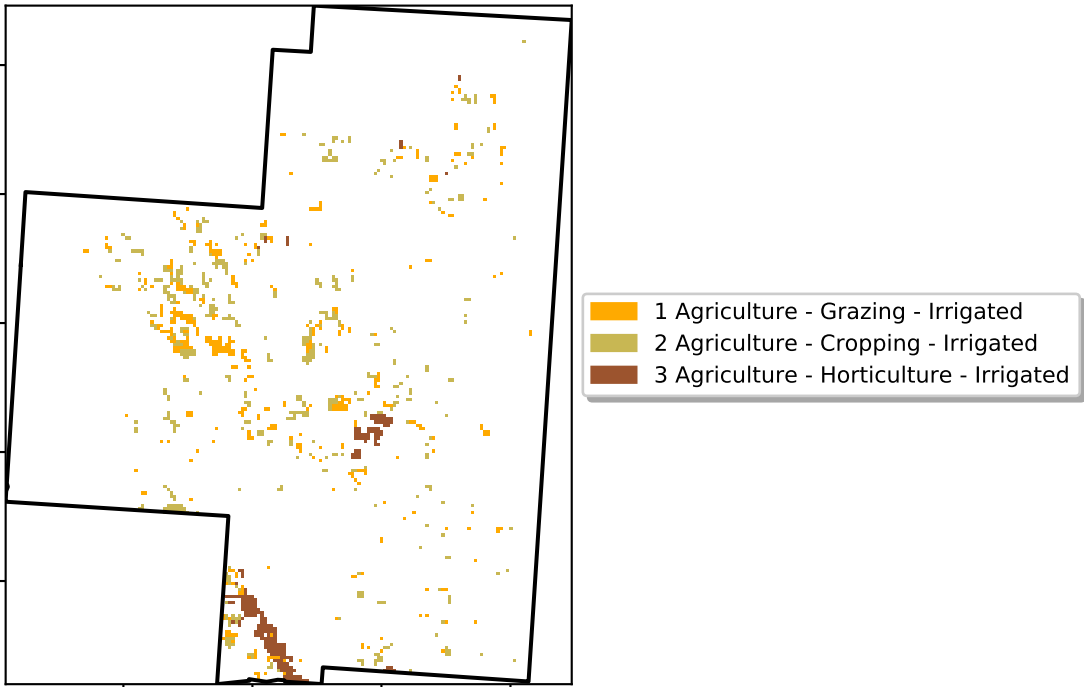 1 Agriculture - Grazing - Irrigated
2 Agriculture - Cropping - Irrigated
3 Agriculture - Horticulture - Irrigated